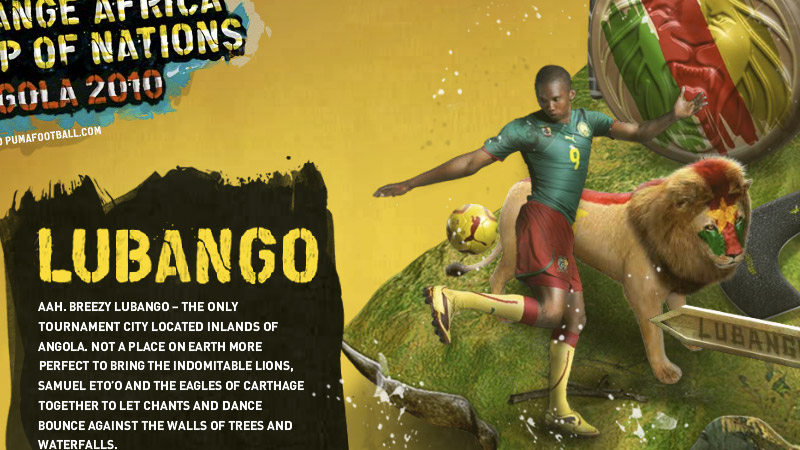 ANGE AFRICA
P OF NATIONS
GOLA 2010
PUMAFOOTBALL.COM
LUBANGO
AAH. BREEZY LUBANGO – THE ONLY
TOURNAMENT CITY LOCATED INLANDS OF
ANGOLA. NOT A PLACE ON EARTH MORE
PERFECT TO BRING THE INDOMITABLE LIONS,
SAMUEL ETO'O AND THE EAGLES OF CARTHAGE
TOGETHER TO LET CHANTS AND DANCE
BOUNCE AGAINST THE WALLS OF TREES AND
WATERFALLS.
9
LUBANG